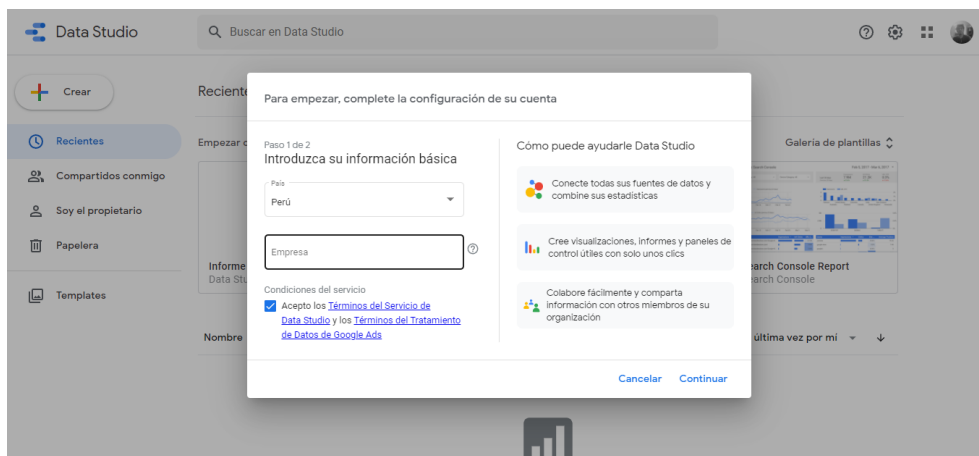 Data Studio
Buscar en Data Studio
Crear
Reciente
Recientes
Compartidos conmigo
Soy el propietario
Papelera
Templates
Empezar
Galería de plantillas
Para empezar, complete la configuración de su cuenta
Paso 1 de 2
Introduzca su información básica
País
Perú
Empresa
Condiciones del servicio
Acepto los Términos del Servicio de
Data Studio y los Términos del Tratamiento
de Datos de Google Ads
Cómo puede ayudarle Data Studio
Conecte todas sus fuentes de datos y
combine sus estadísticas
Cree visualizaciones, informes y paneles de
control útiles con solo unos clics
Colabore fácilmente y comparta
información con otros miembros de su
organización
Cancelar Continuar
Informe
Data Stu
earch Console Report
earch Console
Nombre
última vez por mí